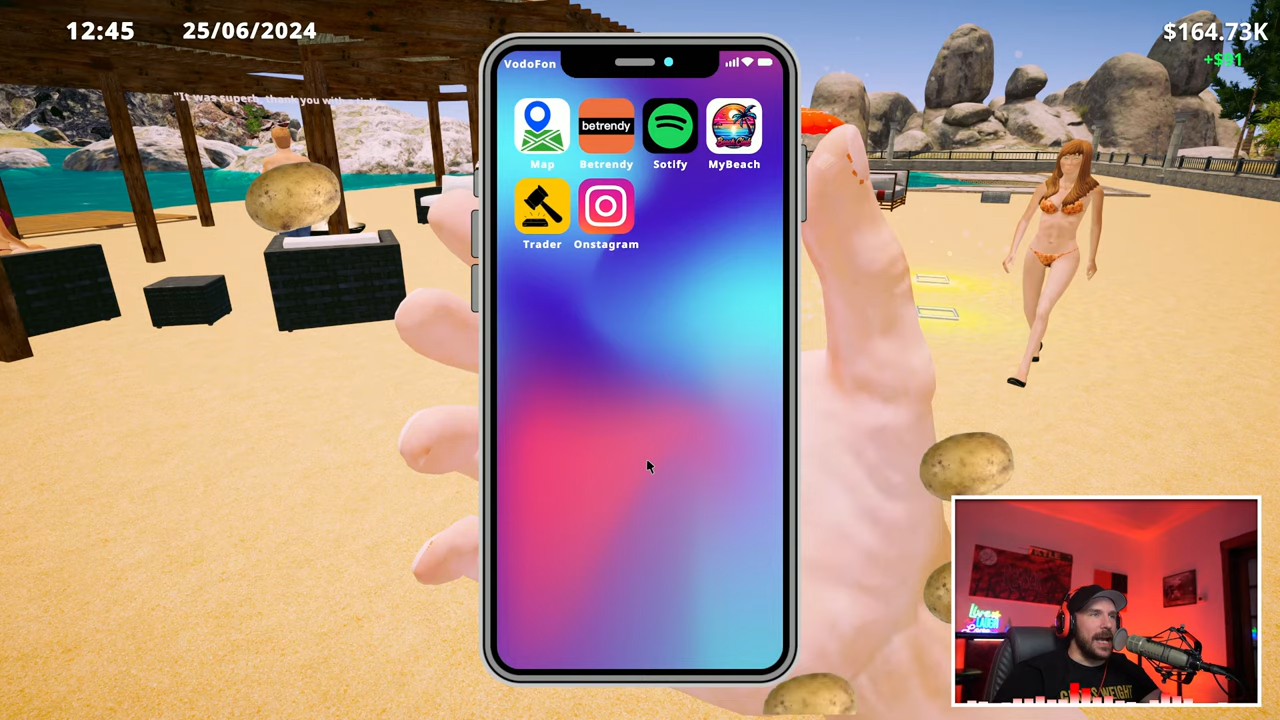 12:45 25/06/2024
$164.73K
VodoFon
"It was superb, thank you
betrendy
Map Betrendy Sotify MyBeach
Trader Onstagram